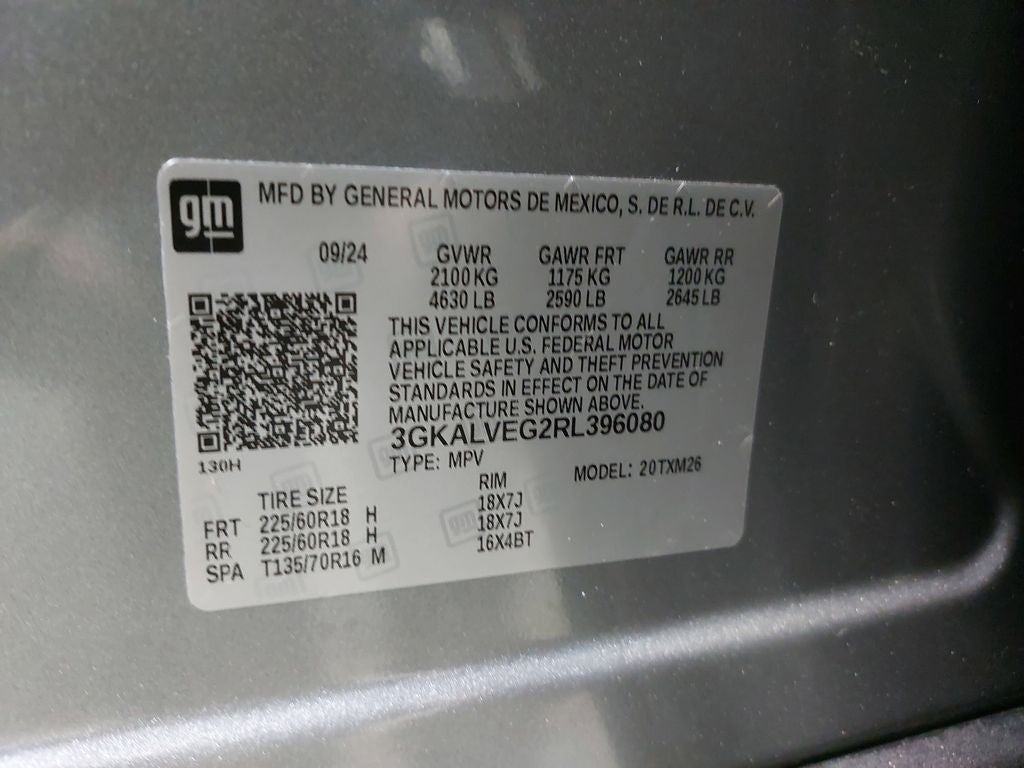 gm
MFD BY GENERAL MOTORS DE MEXICO, S. DE R.L. DE C.V.
09/24 GVWR GAWR FRT GAWR RR
2100 KG 1175 KG 1200 KG
4630 LB 2590 LB 2645 LB
THIS VEHICLE CONFORMS TO ALL
APPLICABLE U.S. FEDERAL MOTOR
VEHICLE SAFETY AND THEFT PREVENTION
STANDARDS IN EFFECT ON THE DATE OF
MANUFACTURE SHOWN ABOVE.
3GKALVEG2RL396080
130H
TYPE: MPV MODEL: 20TXM26
TIRE SIZE RIM
FRT 225/60R18 H 18X7J
RR 225/60R18 H 18X7J
SPA T135/70R16 M 16X4BT